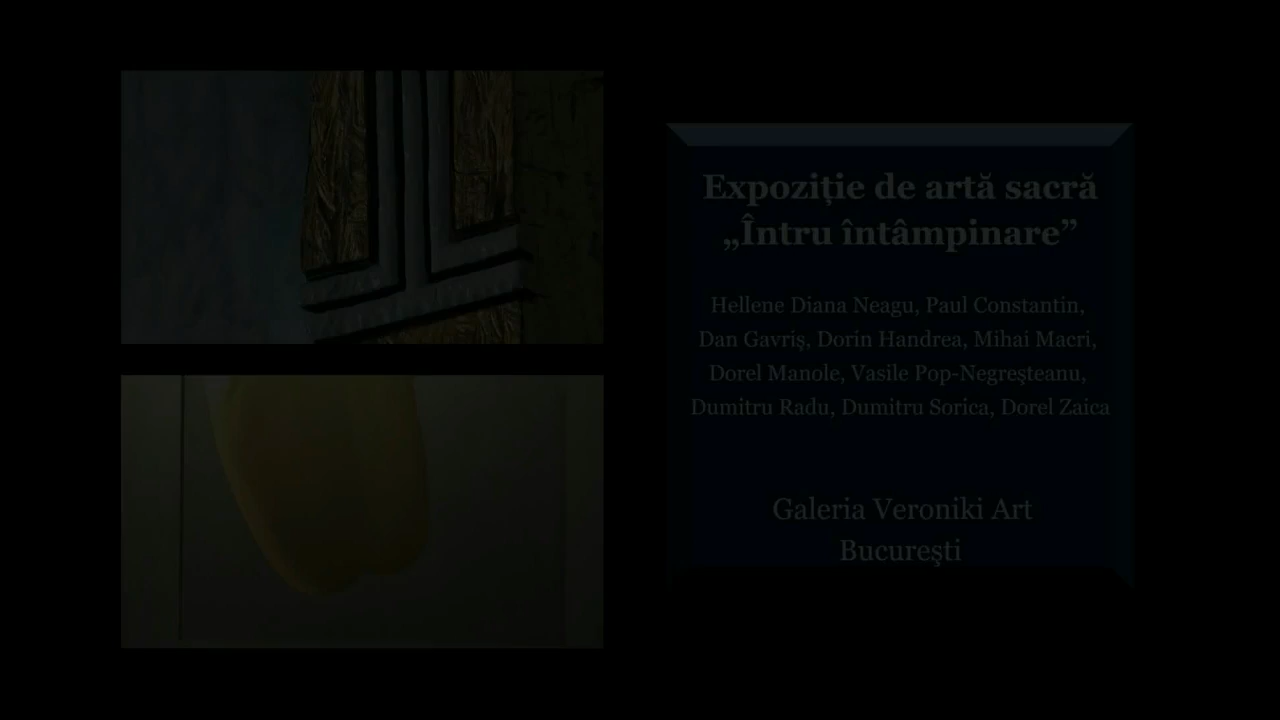 Expoziție de artă sacră
„Întru întâmpinare”
Hellene Diana Neagu, Paul Constantin,
Dan Gavriș, Dorin Handrea, Mihai Macri,
Dorel Manole, Vasile Pop-Negreşteanu,
Dumitru Radu, Dumitru Sorica, Dorel Zaica
Galeria Veroniki Art
Bucureşti